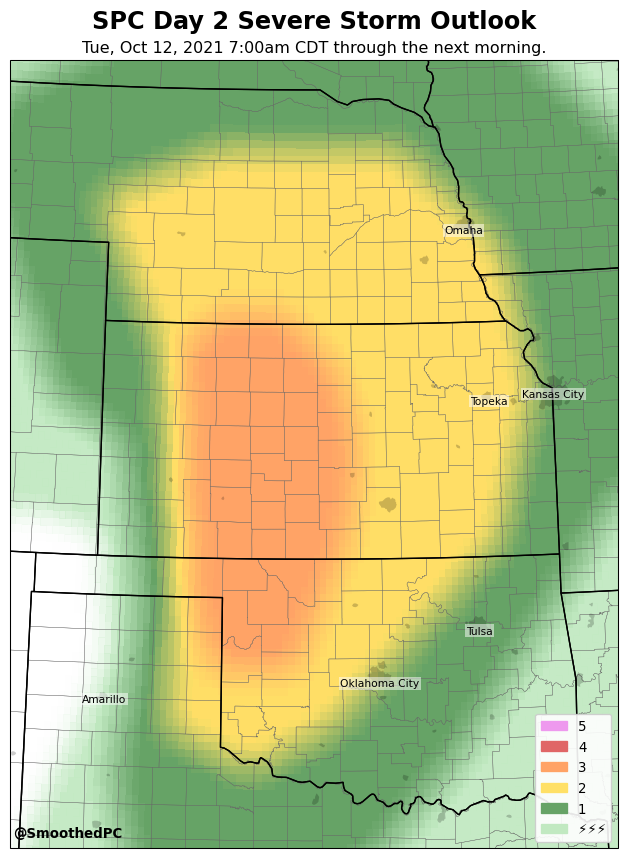 SPC Day 2 Severe Storm Outlook
Tue, Oct 12, 2021 7:00am CDT through the next morning.
Omaha
Kansas City
Topeka
Tulsa
Oklahoma City
Amarillo
5
4
3
2
1
⚡⚡⚡
@SmoothedPC